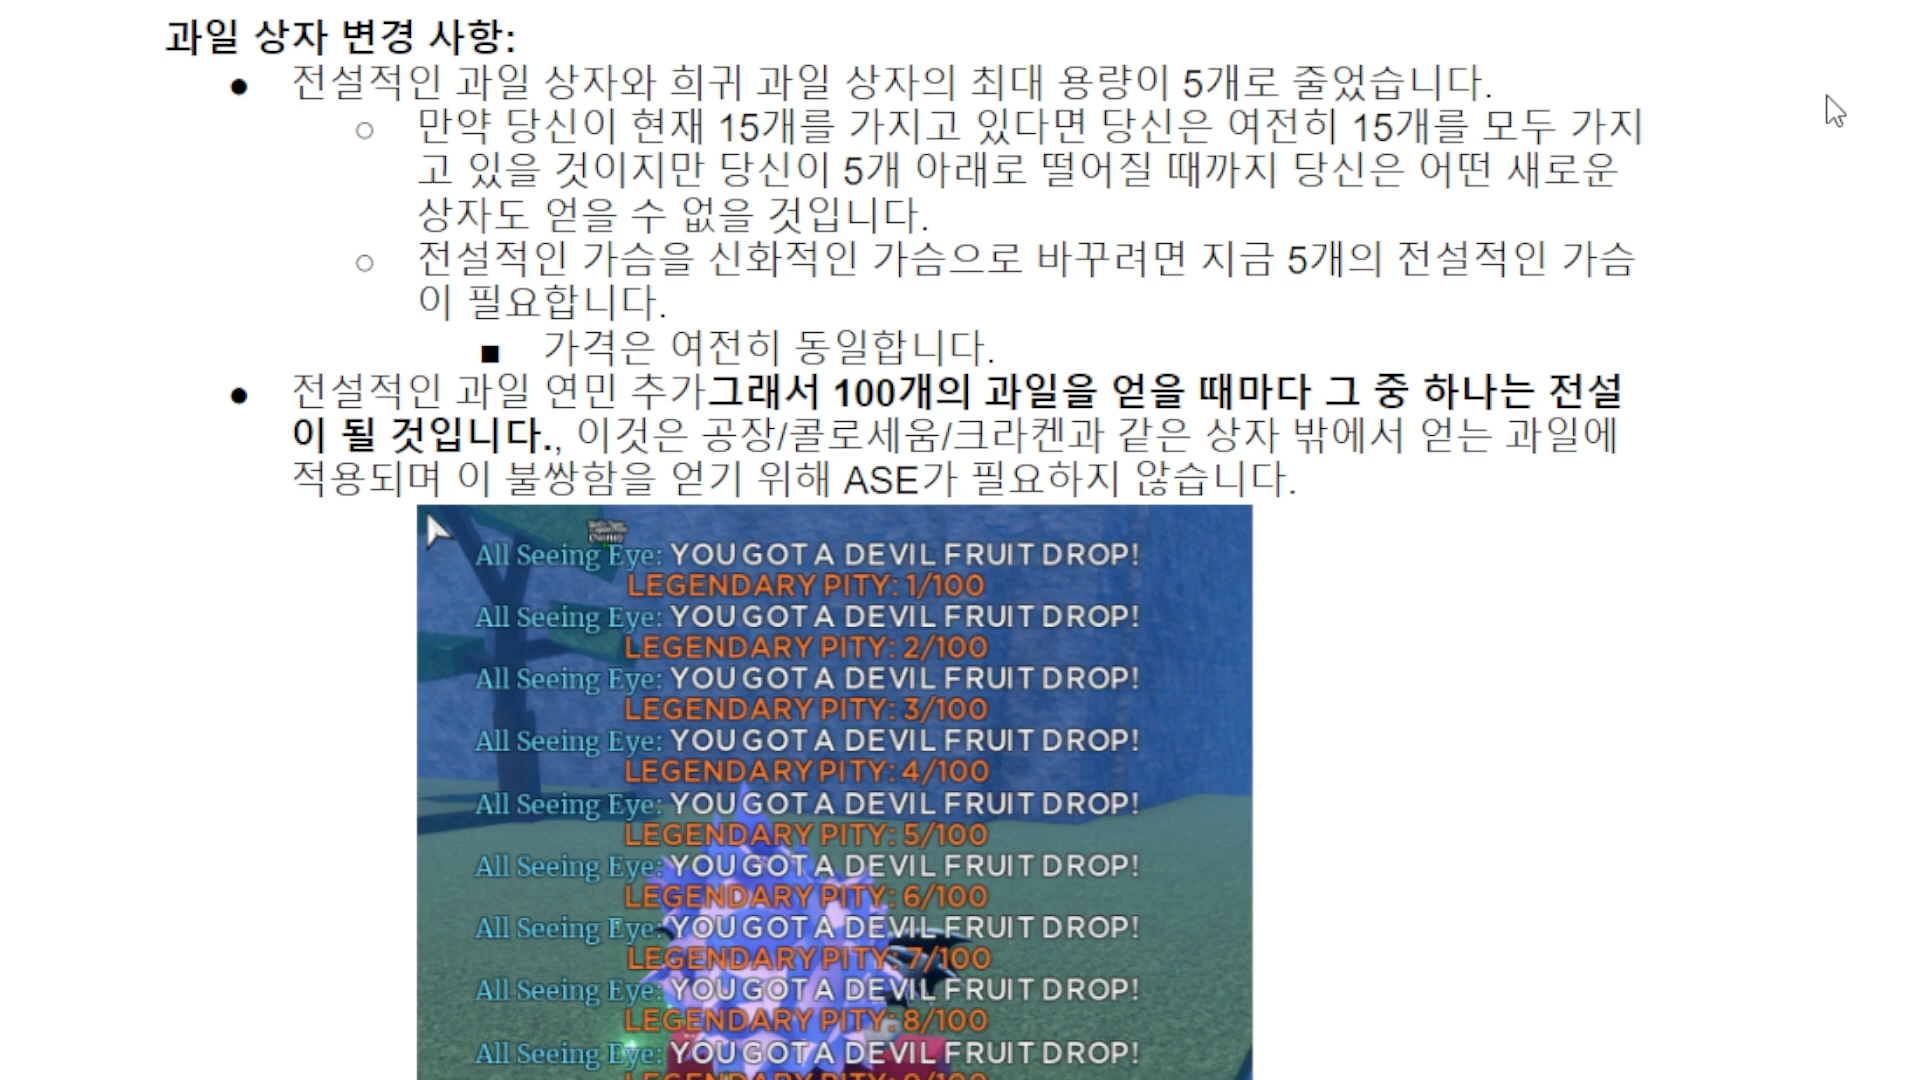 과일 상자 변경 사항:
● 전설적인 과일 상자와 희귀 과일 상자의 최대 용량이 5개로 줄었습니다.
○ 만약 당신이 현재 15개를 가지고 있다면 당신은 여전히 15개를 모두 가지
고 있을 것이지만 당신이 5개 아래로 떨어질 때까지 당신은 어떤 새로운
상자도 얻을 수 없을 것입니다.
○ 전설적인 가슴을 신화적인 가슴으로 바꾸려면 지금 5개의 전설적인 가슴
이 필요합니다.
■ 가격은 여전히 동일합니다.
● 전설적인 과일 연민 추가그래서 100개의 과일을 얻을 때마다 그 중 하나는 전설
이 될 것입니다., 이것은 공장/콜로세움/크라켄과 같은 상자 밖에서 얻는 과일에
적용되며 이 불쌍함을 얻기 위해 ASE가 필요하지 않습니다.
All Seeing Eye: YOU GOT A DEVIL FRUIT DROP!
LEGENDARY PITY: 1/100
All Seeing Eye: YOU GOT A DEVIL FRUIT DROP!
LEGENDARY PITY: 2/100
All Seeing Eye: YOU GOT A DEVIL FRUIT DROP!
LEGENDARY PITY: 3/100
All Seeing Eye: YOU GOT A DEVIL FRUIT DROP!
LEGENDARY PITY: 4/100
All Seeing Eye: YOU GOT A DEVIL FRUIT DROP!
LEGENDARY PITY: 5/100
All Seeing Eye: YOU GOT A DEVIL FRUIT DROP!
LEGENDARY PITY: 6/100
All Seeing Eye: YOU GOT A DEVIL FRUIT DROP!
LEGENDARY PITY: 7/100
All Seeing Eye: YOU GOT A DEVIL FRUIT DROP!
LEGENDARY PITY: 8/100
All Seeing Eye: YOU GOT A DEVIL FRUIT DROP!
LEGENDARY PITY: 9/100